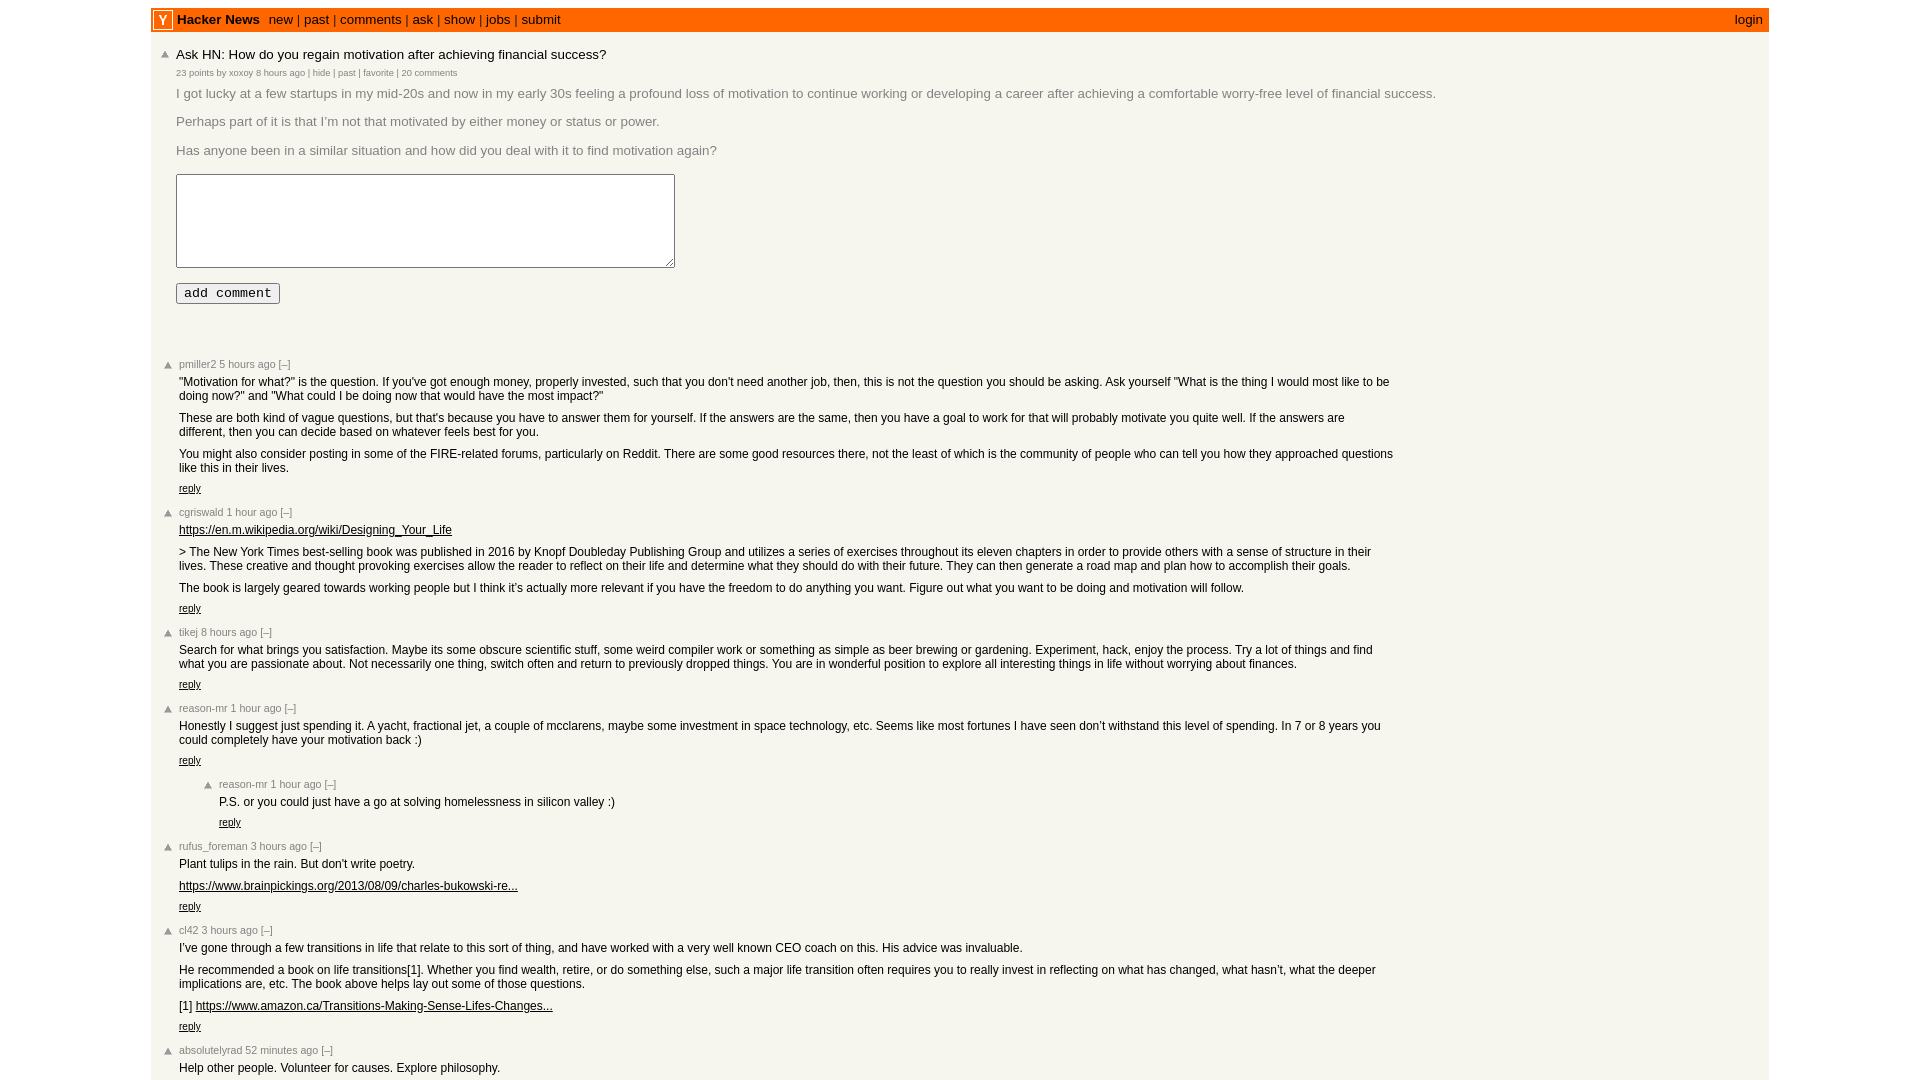 Y Hacker News new | past | comments | ask | show | jobs | submit login
Ask HN: How do you regain motivation after achieving financial success?
23 points by xoxoy 8 hours ago | hide | past | favorite | 20 comments
I got lucky at a few startups in my mid-20s and now in my early 30s feeling a profound loss of motivation to continue working or developing a career after achieving a comfortable worry-free level of financial success.
Perhaps part of it is that I’m not that motivated by either money or status or power.
Has anyone been in a similar situation and how did you deal with it to find motivation again?
add comment
pmiller2 5 hours ago [–]
"Motivation for what?" is the question. If you've got enough money, properly invested, such that you don't need another job, then, this is not the question you should be asking. Ask yourself "What is the thing I would most like to be
doing now?" and "What could I be doing now that would have the most impact?"
These are both kind of vague questions, but that's because you have to answer them for yourself. If the answers are the same, then you have a goal to work for that will probably motivate you quite well. If the answers are
different, then you can decide based on whatever feels best for you.
You might also consider posting in some of the FIRE-related forums, particularly on Reddit. There are some good resources there, not the least of which is the community of people who can tell you how they approached questions
like this in their lives.
reply
cgriswald 1 hour ago [–]
https://en.m.wikipedia.org/wiki/Designing_Your_Life
> The New York Times best-selling book was published in 2016 by Knopf Doubleday Publishing Group and utilizes a series of exercises throughout its eleven chapters in order to provide others with a sense of structure in their
lives. These creative and thought provoking exercises allow the reader to reflect on their life and determine what they should do with their future. They can then generate a road map and plan how to accomplish their goals.
The book is largely geared towards working people but I think it’s actually more relevant if you have the freedom to do anything you want. Figure out what you want to be doing and motivation will follow.
reply
tikej 8 hours ago [–]
Search for what brings you satisfaction. Maybe its some obscure scientific stuff, some weird compiler work or something as simple as beer brewing or gardening. Experiment, hack, enjoy the process. Try a lot of things and find
what you are passionate about. Not necessarily one thing, switch often and return to previously dropped things. You are in wonderful position to explore all interesting things in life without worrying about finances.
reply
reason-mr 1 hour ago [–]
Honestly I suggest just spending it. A yacht, fractional jet, a couple of mcclarens, maybe some investment in space technology, etc. Seems like most fortunes I have seen don’t withstand this level of spending. In 7 or 8 years you
could completely have your motivation back :)
reply
reason-mr 1 hour ago [–]
P.S. or you could just have a go at solving homelessness in silicon valley :)
reply
rufus_foreman 3 hours ago [–]
Plant tulips in the rain. But don't write poetry.
https://www.brainpickings.org/2013/08/09/charles-bukowski-re...
reply
cl42 3 hours ago [–]
I’ve gone through a few transitions in life that relate to this sort of thing, and have worked with a very well known CEO coach on this. His advice was invaluable.
He recommended a book on life transitions[1]. Whether you find wealth, retire, or do something else, such a major life transition often requires you to really invest in reflecting on what has changed, what hasn’t, what the deeper
implications are, etc. The book above helps lay out some of those questions.
[1] https://www.amazon.ca/Transitions-Making-Sense-Lifes-Changes...
reply
absolutelyrad 52 minutes ago [–]
Help other people. Volunteer for causes. Explore philosophy.